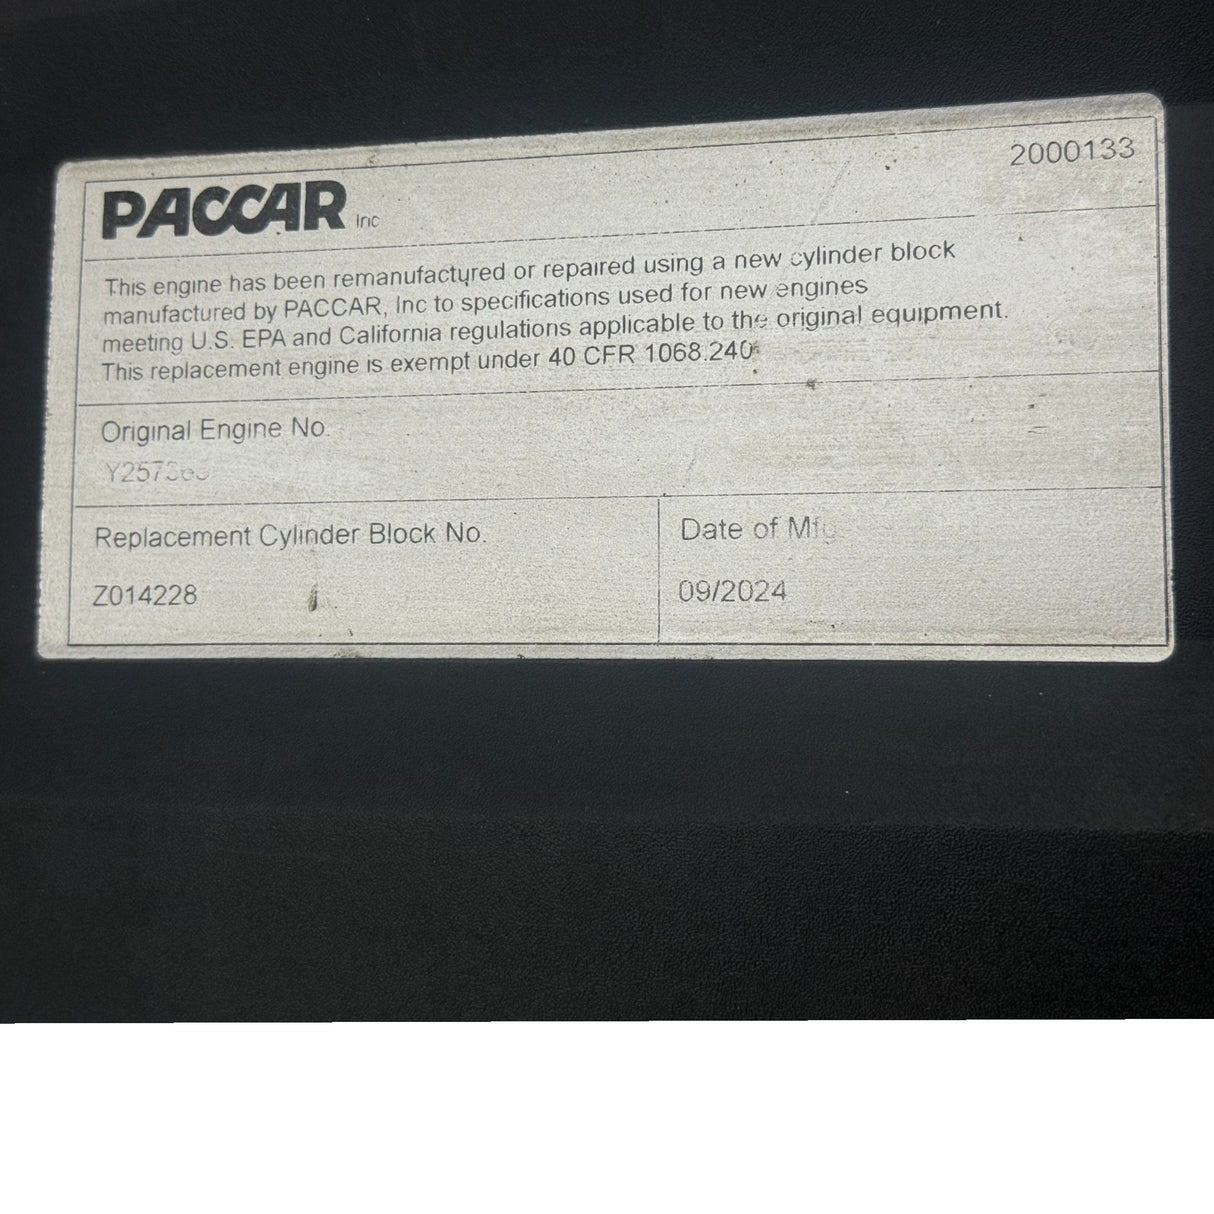 2000133
PACCAR Inc
This engine has been remanufactured or repaired using a new cylinder block
manufactured by PACCAR, Inc to specifications used for new engines
meeting U.S. EPA and California regulations applicable to the original equipment.
This replacement engine is exempt under 40 CFR 1068.240
Original Engine No.
Replacement Cylinder Block No.
Date of Mfg
Z014228
09/2024